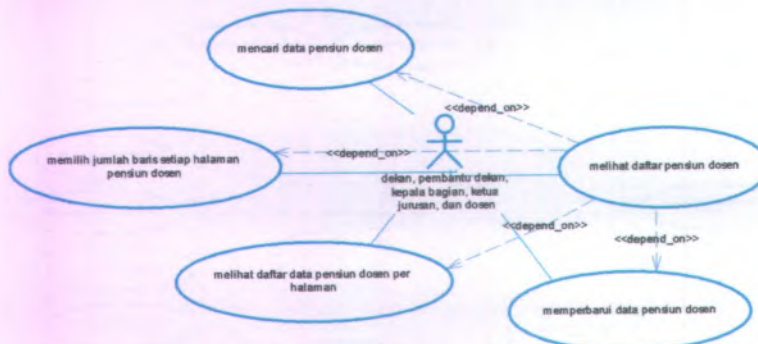 mencari data pensiun dosen
<<depend_on>>
memilih jumlah baris setiap halaman
pensiun dosen
<<depend_on>>
melihat daftar pensiun dosen
dekan, pembantu dekan,
kepala bagian, ketua
jurusan, dan dosen
<<depend_on>>
<<depend_on>>
melihat daftar data pensiun dosen per
halaman
memperbarui data pensiun dosen